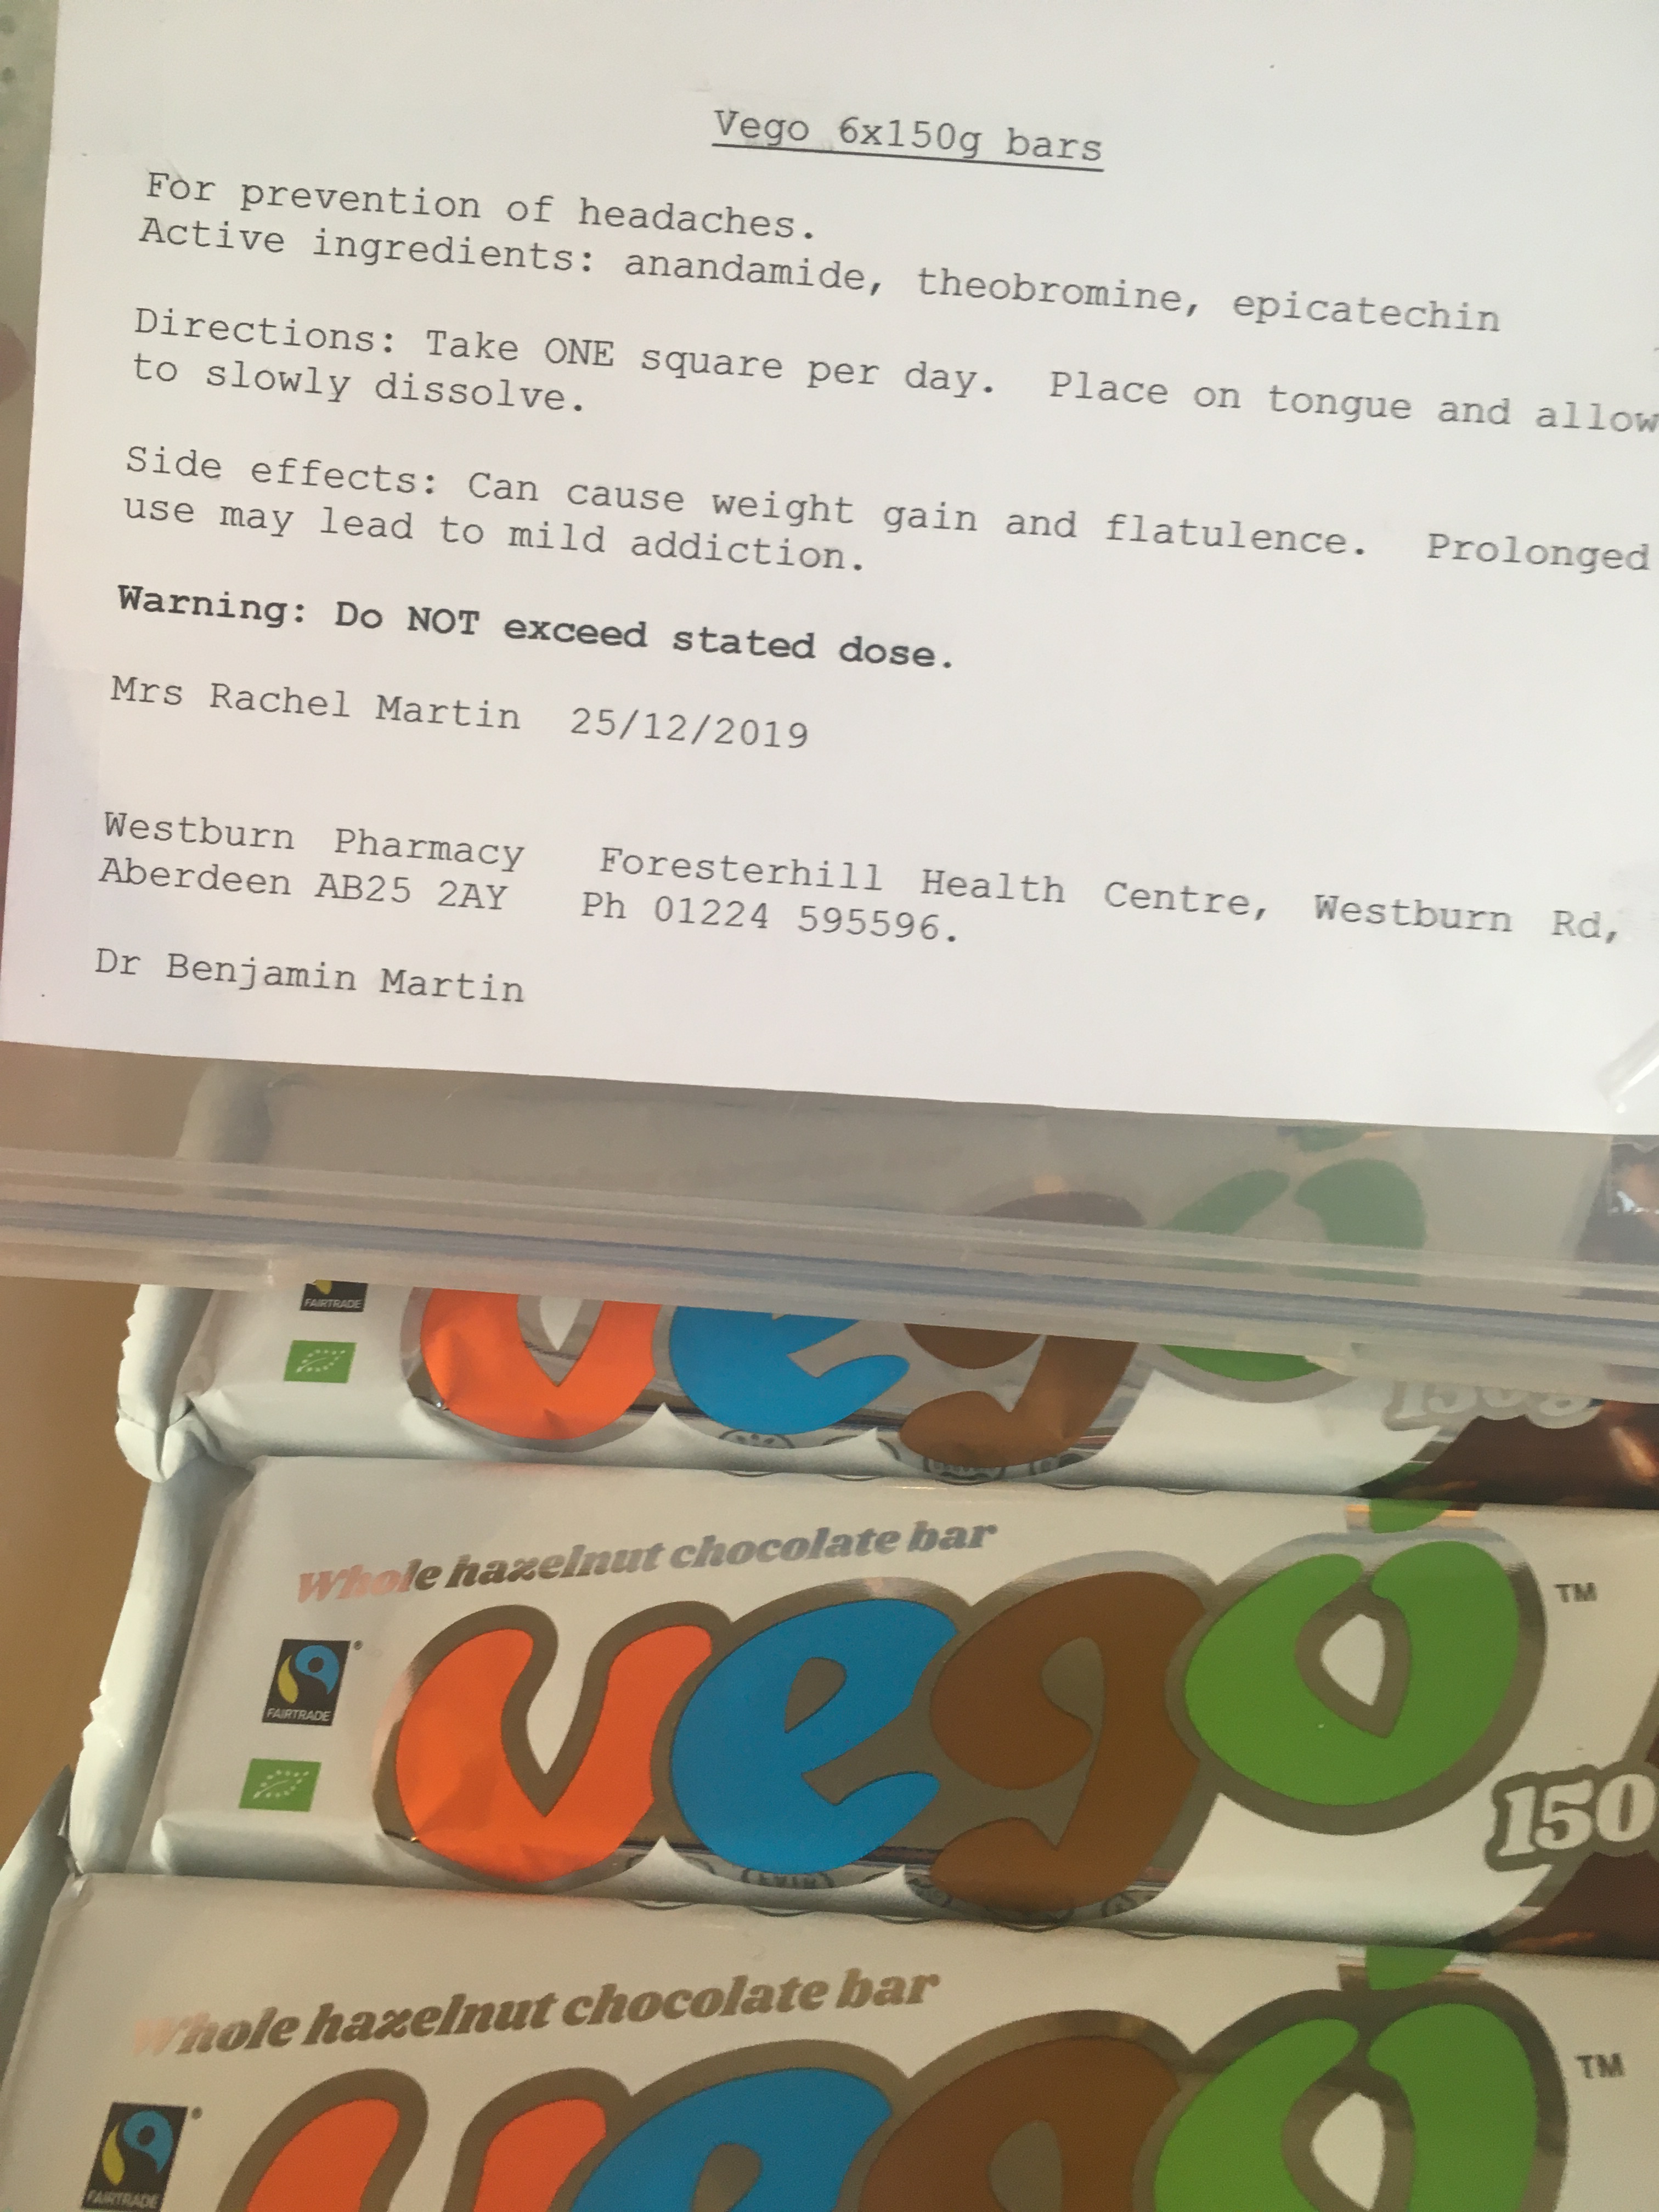 Vego 6x150g bars
For prevention of headaches.
Active ingredients: anandamide, theobromine, epicatechin
Directions: Take ONE square per day. Place on tongue and allow
to slowly dissolve.
Side effects: Can cause weight gain and flatulence. Prolonged
use may lead to mild addiction.
Warning: Do NOT exceed stated dose.
Mrs Rachel Martin 25/12/2019
Westburn Pharmacy Foresterhill Health Centre, Westburn Rd,
Aberdeen AB25 2AY Ph 01224 595596.
Dr Benjamin Martin
FAIRTRADE
vego
150g
Whole hazelnut chocolate bar
vego
TM
FAIRTRADE
150
Whole hazelnut chocolate bar
vego
TM
FAIRTRADE